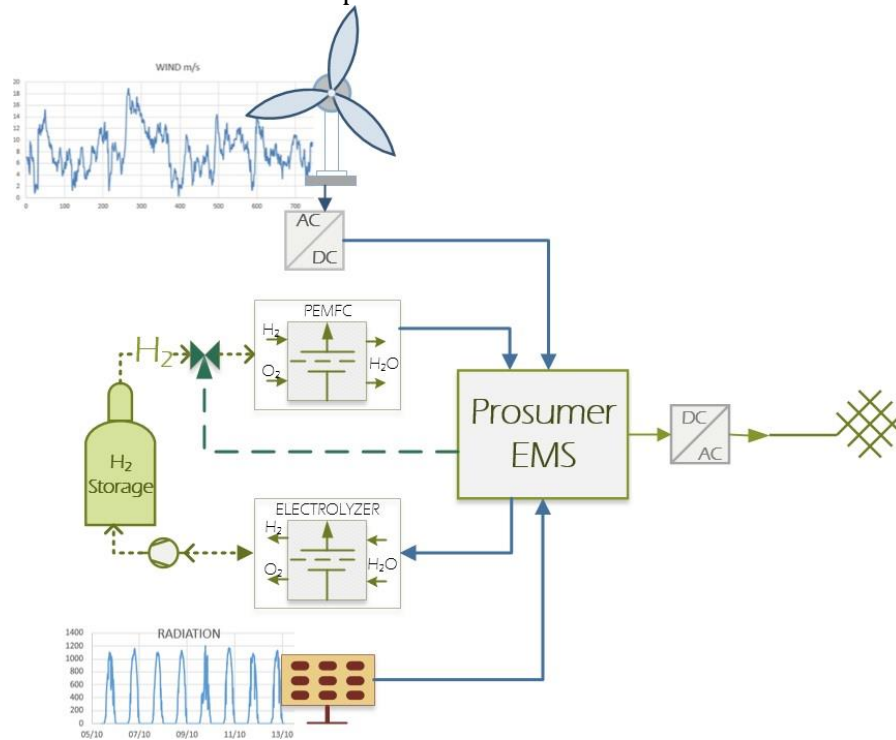 WIND m/s
20
18
16
14
12
10
8
6
4
2
0
0 100 200 300 400 500 600 700
AC
DC
PEMFC
H₂
H₂
O₂
H₂O
H₂
Storage
Prosumer
EMS
DC
AC
ELECTROLYZER
H₂
O₂
H₂O
RADIATION
1400
1200
1000
800
600
400
200
0
05/10 07/10 09/10 11/10 13/10